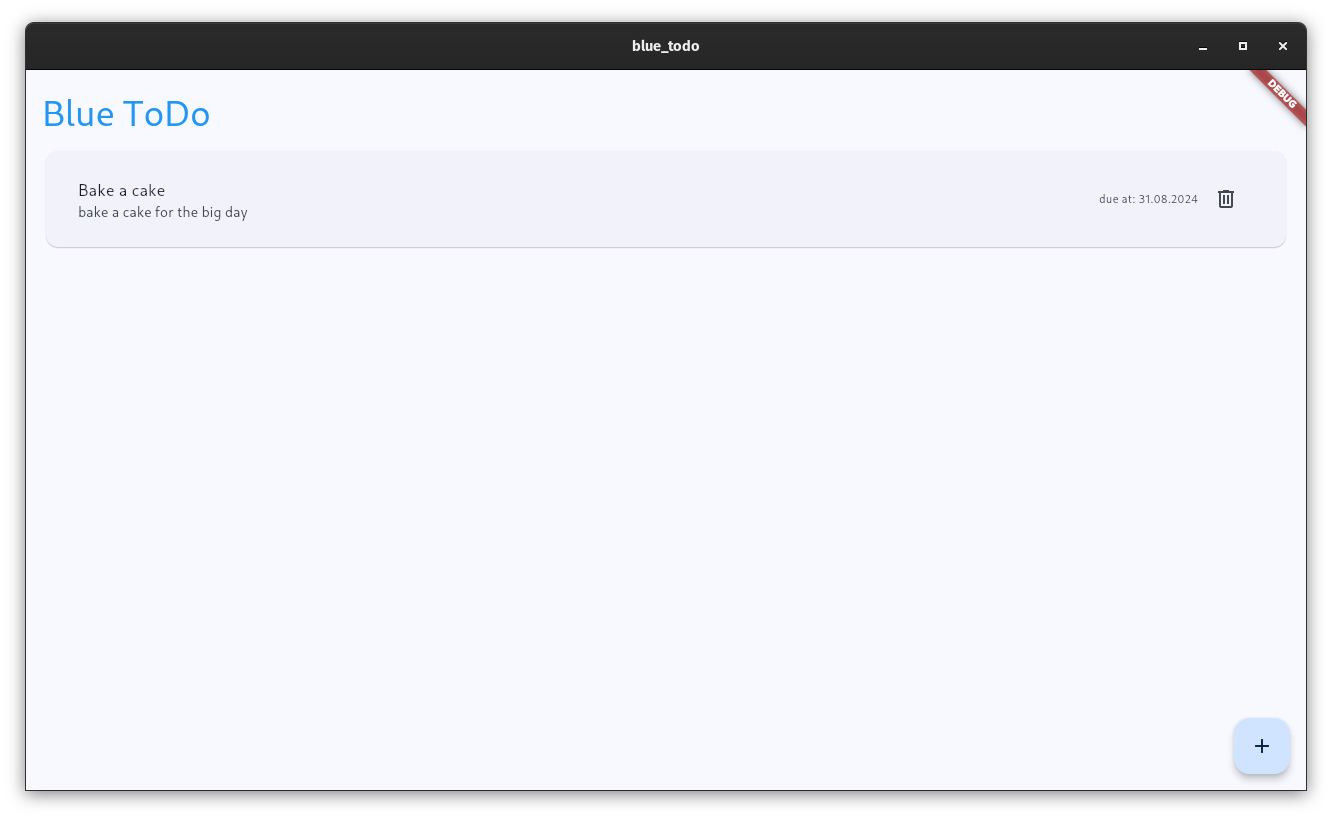 blue_todo
DEBUG
Blue ToDo
Bake a cake
bake a cake for the big day
due at: 31.08.2024